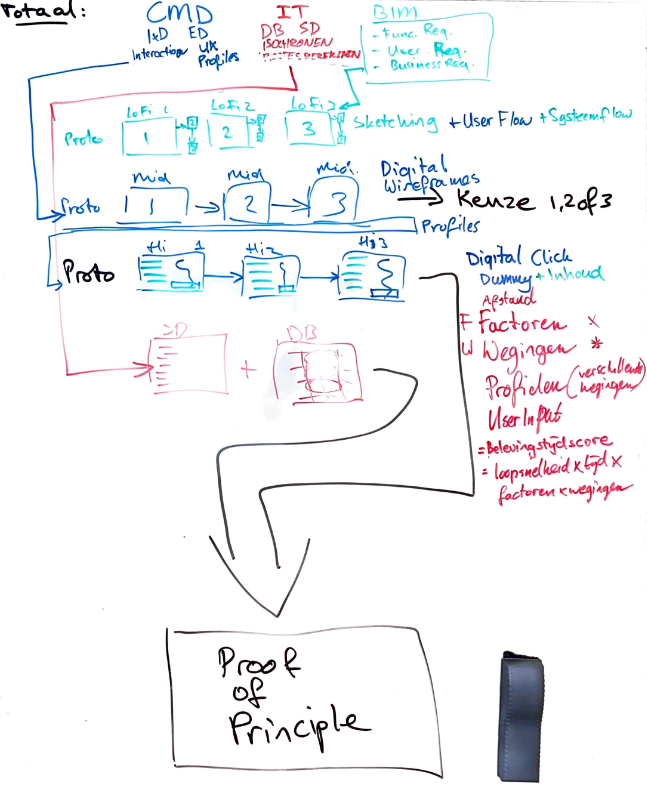 Totaal:
CMD
IxD ED
Interaction UX
Profiles
IT
DB SD
ISOCHRONEN
BIM
- Func. Req.
- User Req.
- Business Req.
LoFi 1
LoFi 2
LoFi 3
Proto
1
2
3
Sketching + User Flow + Systeemflow
Mid
Mid
Mid.
Digital
Wireframes
Proto
1
2
3
Keuze 1, 2 of 3
Profiles
Hi 1
Hi 2
Hi 3
Proto
Digital Click
Dummy + Inhoud
Afstand
F Factoren x
W Wegingen *
Profielen (verschillende
wegingen)
User Input
= Belevingstijdscore
= loopsnelheid x tijd x
factoren x wegingen
SD
+
DB
Proof
of
Principle